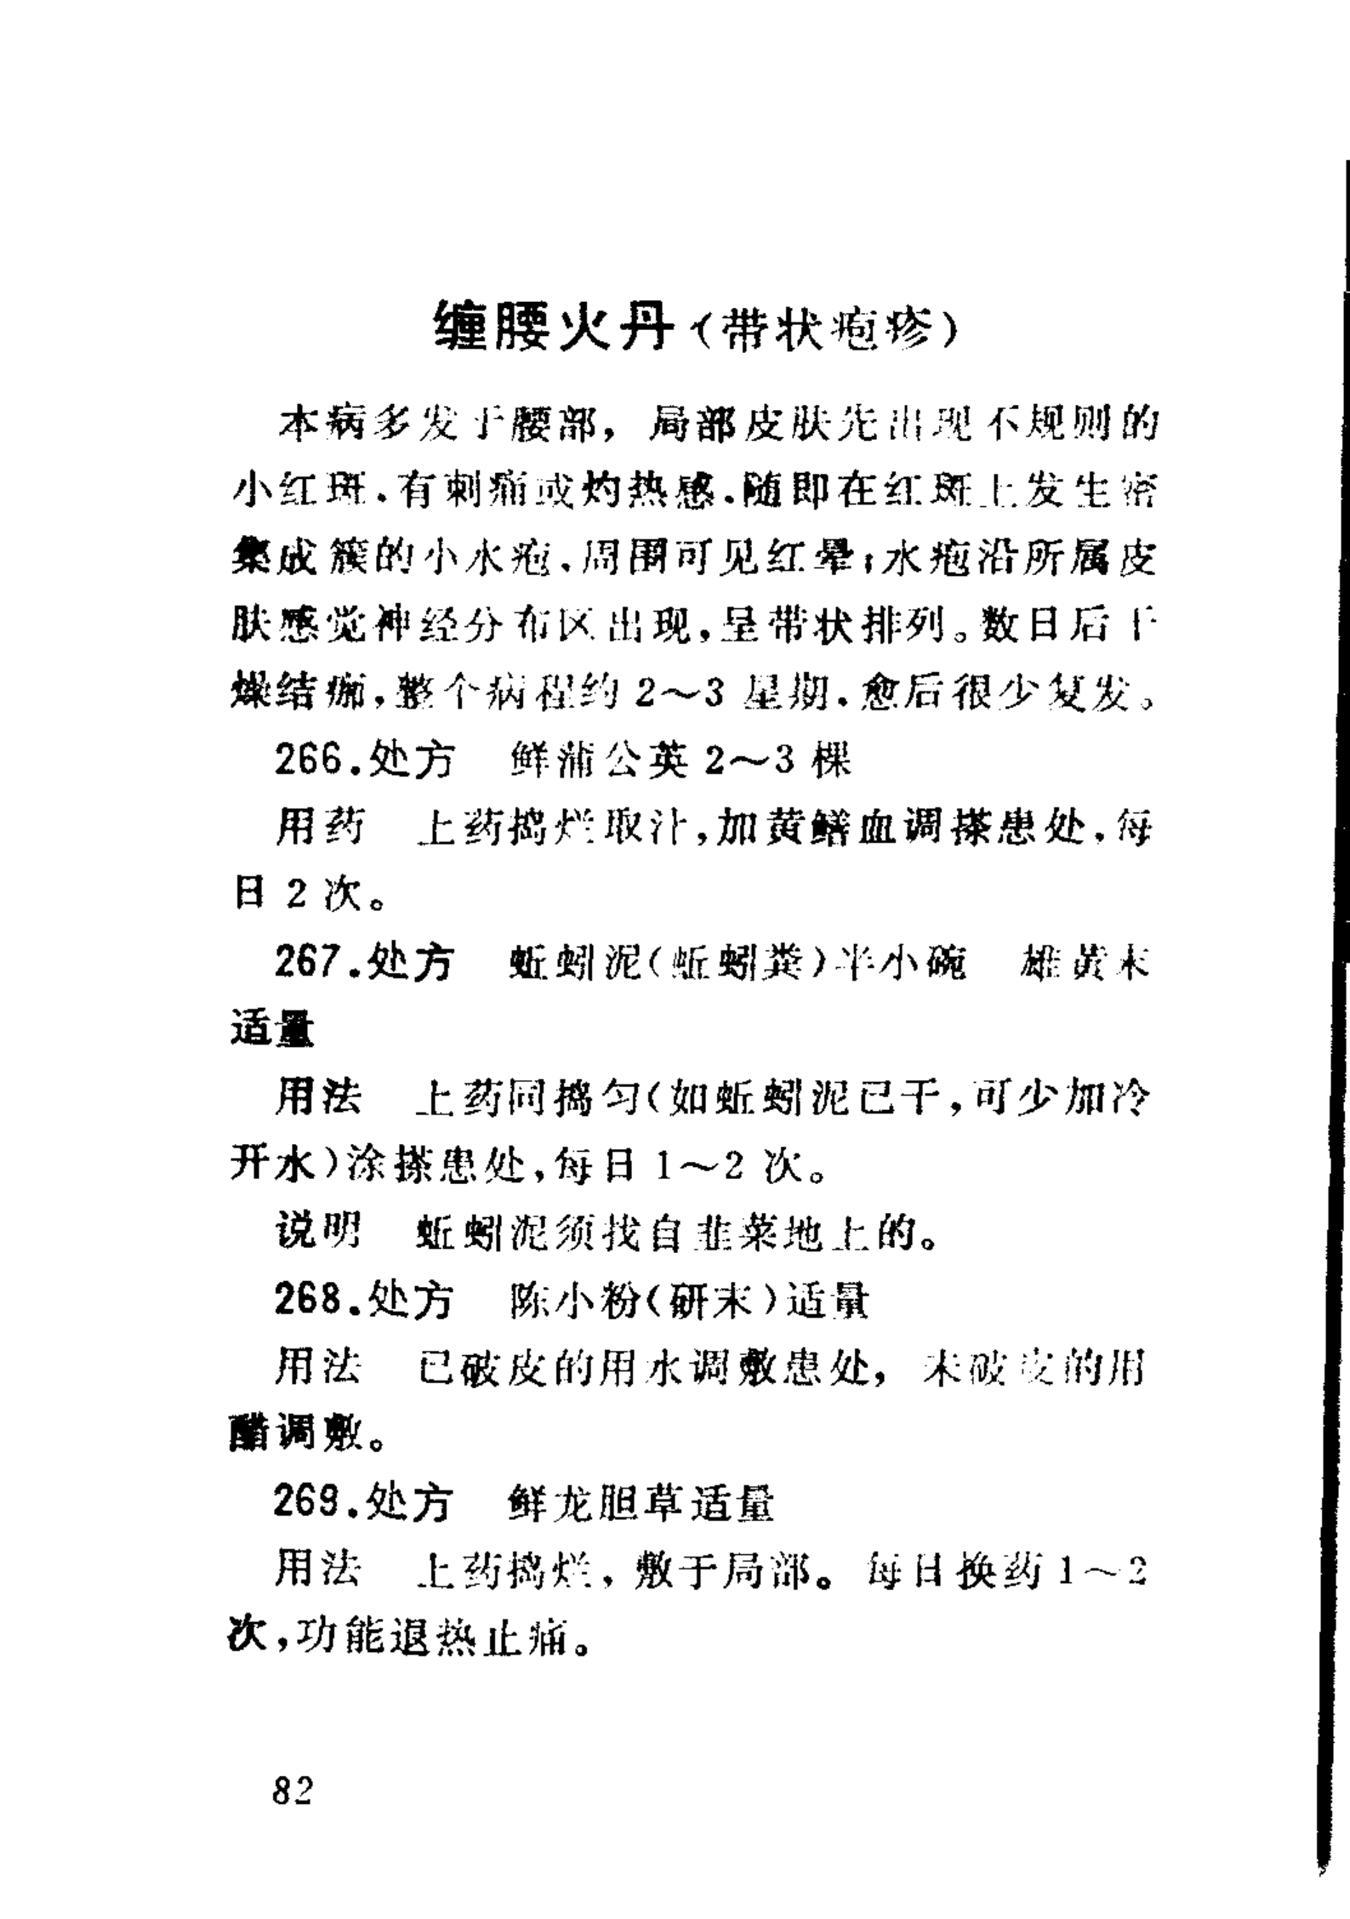 缠腰火丹(带状疱疹)
本病多发于腰部，局部皮肤先出现不规则的
小红斑.有刺痛或灼热感.随即在红斑上发生密
集成簇的小水疱、周围可见红晕；水疱沿所属皮
肤感觉神经分布区出现，呈带状排列。数日后干
燥结痂，整个病程约2～3星期.愈后很少复发。
266.处方 鲜蒲公英2～3棵
用药 上药捣烂取汁，加黄鳝血调搽患处，每
日2次。
267.处方 蚯蚓泥(蚯蚓粪)半小碗 雄黄末
适量
用法 上药同捣匀(如蚯蚓泥已干，可少加冷
开水)涂搽患处，每日1～2次。
说明 蚯蚓泥须找自韭菜地上的。
268.处方 陈小粉(研末)适量
用法 已破皮的用水调敷患处，未破皮的用
醋调敷。
269.处方 鲜龙胆草适量
用法 上药捣烂，敷于局部。每日换药1～2
次，功能退热止痛。
82